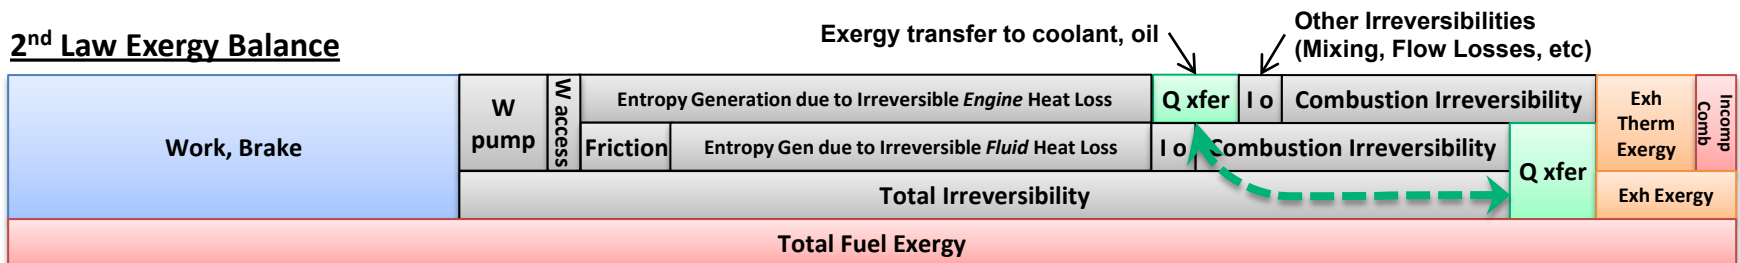 2nd Law Exergy Balance
Exergy transfer to coolant, oil
Other Irreversibilities
(Mixing, Flow Losses, etc)
Work, Brake
W
pump
W access
Entropy Generation due to Irreversible Engine Heat Loss
Q xfer
I o
Combustion Irreversibility
Exh
Therm
Exergy
Incomp
Comb
Friction
Entropy Gen due to Irreversible Fluid Heat Loss
I o
Combustion Irreversibility
Q xfer
Total Irreversibility
Exh Exergy
Total Fuel Exergy